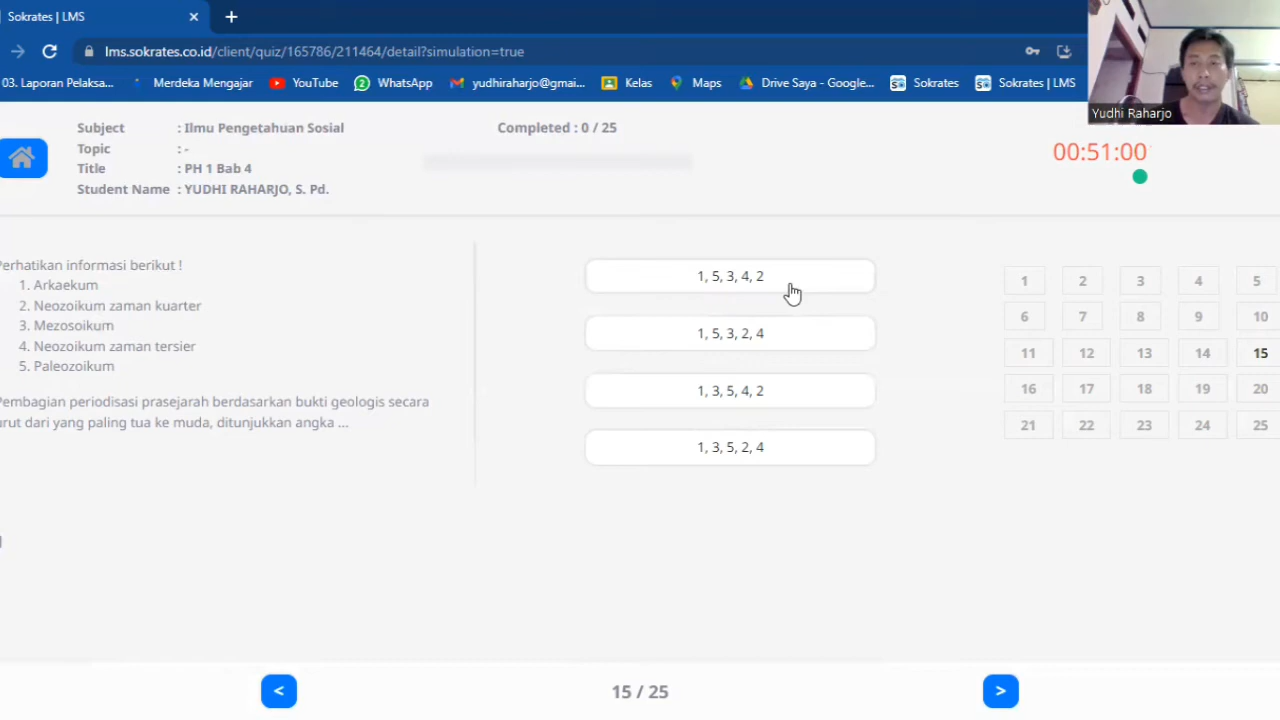 Sokrates | LMS
lms.sokrates.co.id/client/quiz/165786/211464/detail?simulation=true
03. Laporan Pelaksa...
Merdeka Mengajar
YouTube
WhatsApp
yudhiraharjo@gmai...
Kelas
Maps
Drive Saya - Google...
Sokrates
Sokrates | LMS
Yudhi Raharjo
Subject : Ilmu Pengetahuan Sosial
Topic : -
Title : PH 1 Bab 4
Student Name : YUDHI RAHARJO, S. Pd.
Completed : 0 / 25
00:51:00
Perhatikan informasi berikut !
1. Arkaekum
2. Neozoikum zaman kuarter
3. Mezosoikum
4. Neozoikum zaman tersier
5. Paleozoikum
Pembagian periodisasi prasejarah berdasarkan bukti geologis secara
urut dari yang paling tua ke muda, ditunjukkan angka ...
1, 5, 3, 4, 2
1, 5, 3, 2, 4
1, 3, 5, 4, 2
1, 3, 5, 2, 4
1 2 3 4 5
6 7 8 9 10
11 12 13 14 15
16 17 18 19 20
21 22 23 24 25
<
15 / 25
>